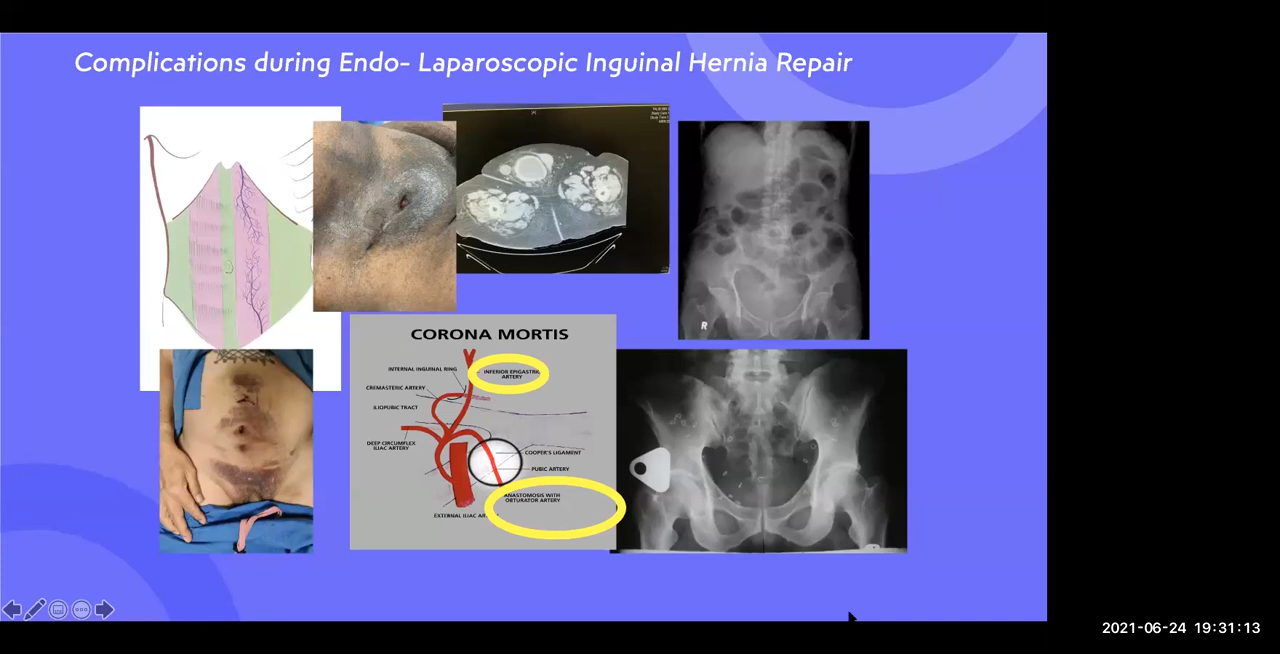 Complications during Endo- Laparoscopic Inguinal Hernia Repair
CORONA MORTIS
INTERNAL INGUINAL RING
INFERIOR EPIGASTRIC
ARTERY
CREMASTERIC ARTERY
ILIOPUBIC TRACT
DEEP CIRCUMFLEX
ILIAC ARTERY
COOPER'S LIGAMENT
PUBIC ARTERY
ANASTOMOSIS WITH
OBTURATOR ARTERY
EXTERNAL ILIAC AR
R
2021-06-24 19:31:13